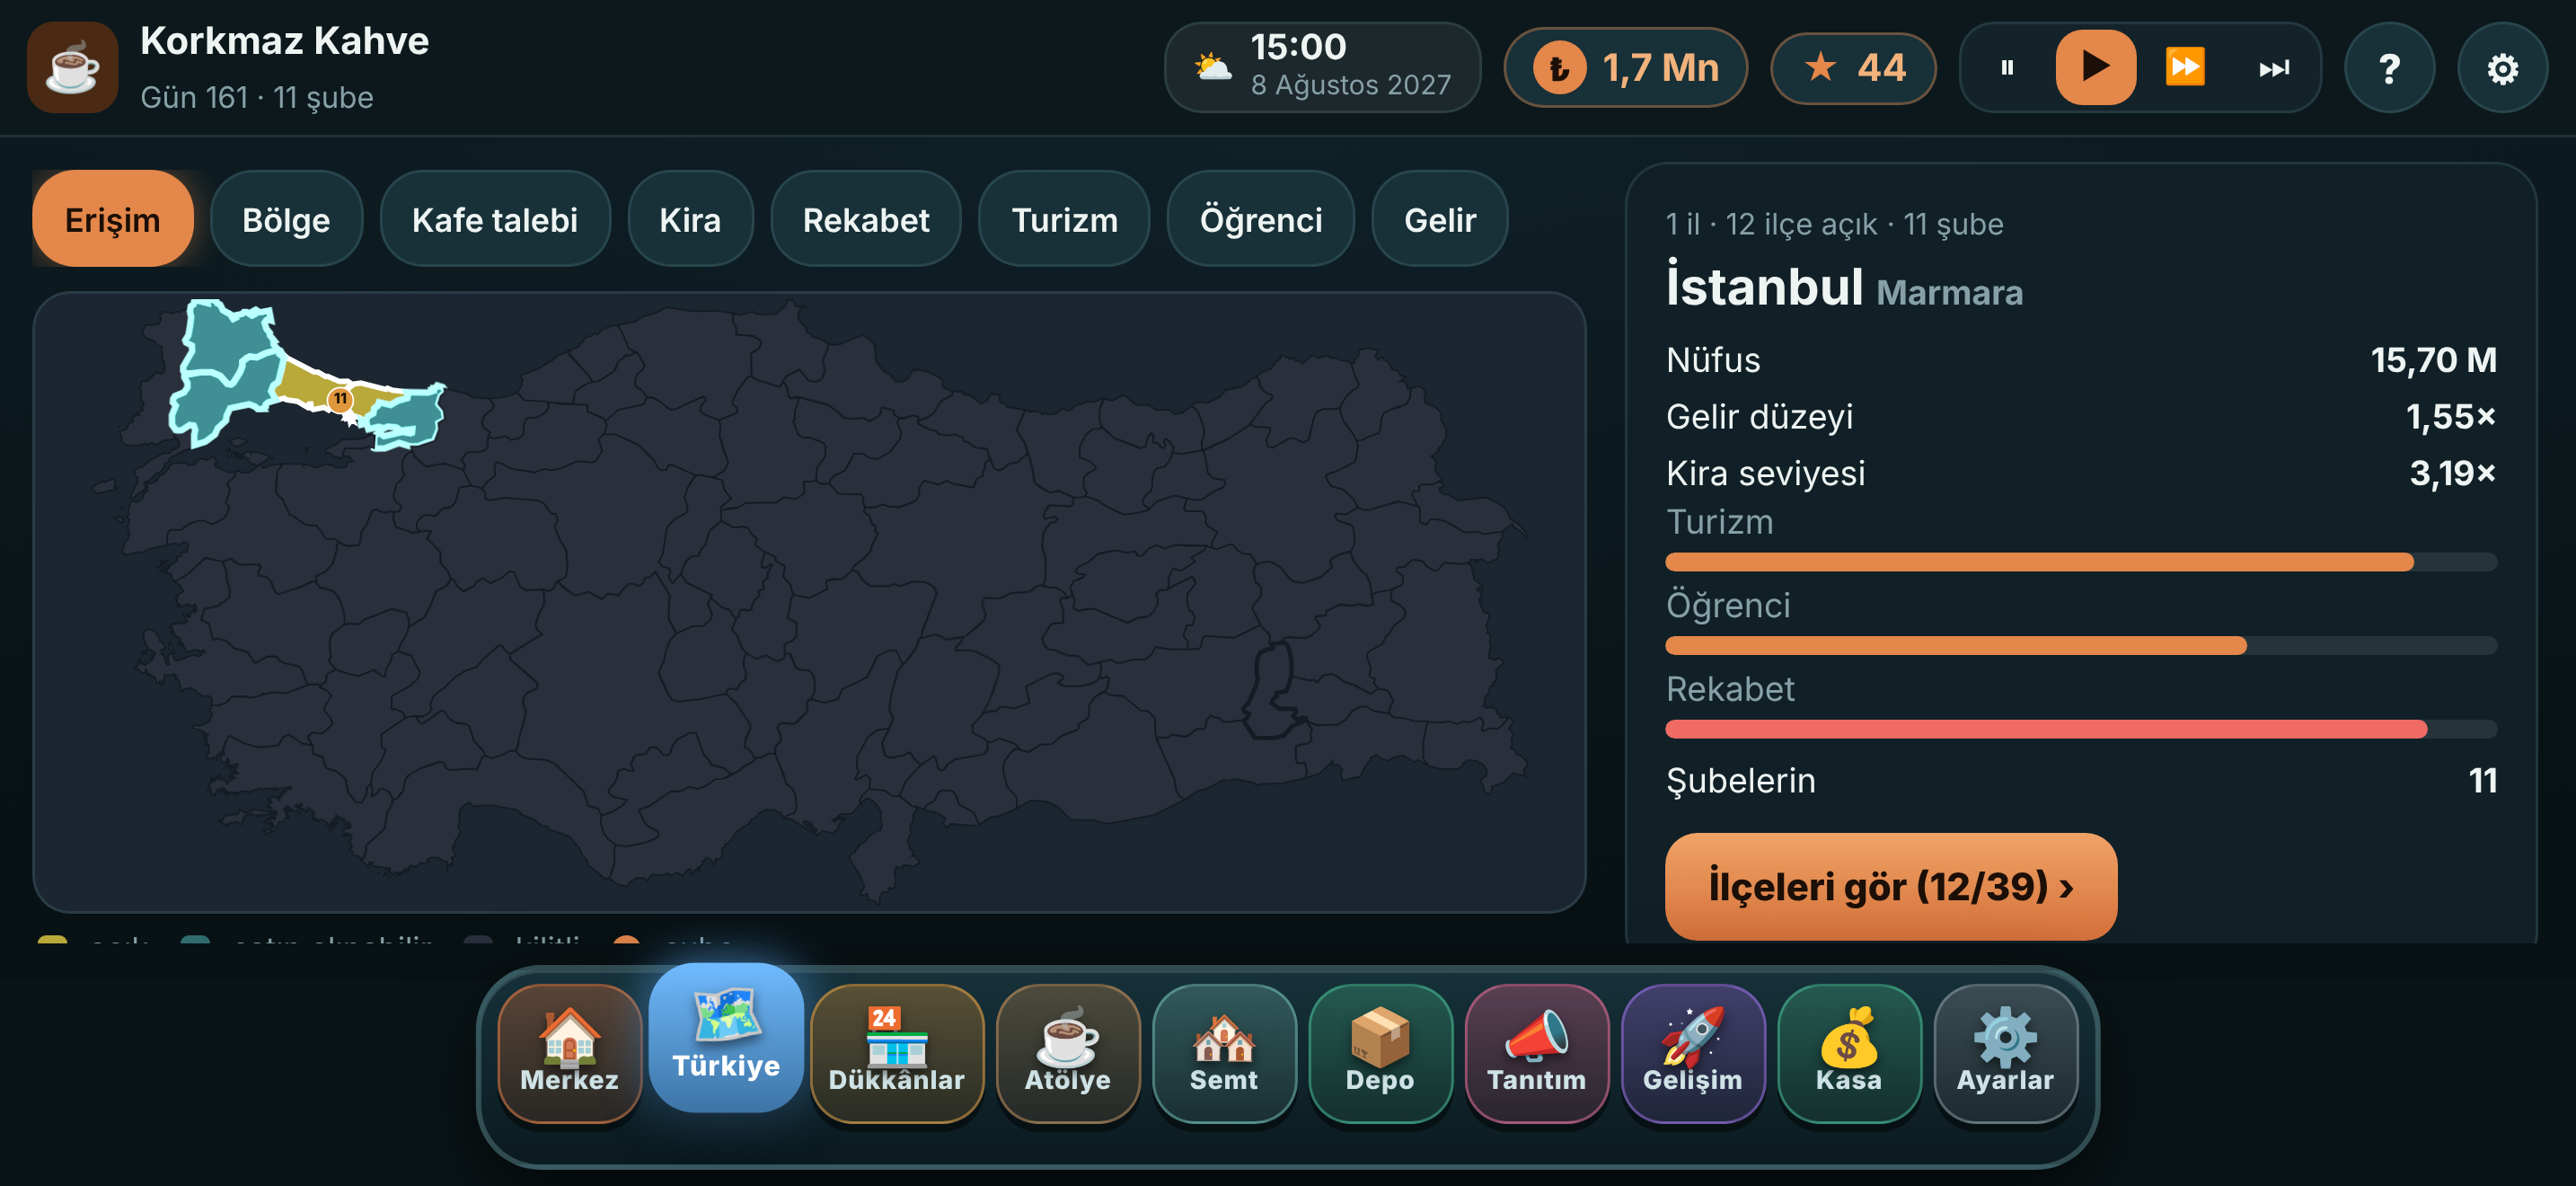 Korkmaz Kahve
Gün 161 · 11 şube
15:00
8 Ağustos 2027
₺ 1,7 Mn
★ 44
?
Erişim
Bölge
Kafe talebi
Kira
Rekabet
Turizm
Öğrenci
Gelir
11
1 il · 12 ilçe açık · 11 şube
İstanbul Marmara
Nüfus 15,70 M
Gelir düzeyi 1,55×
Kira seviyesi 3,19×
Turizm
Öğrenci
Rekabet
Şubelerin 11
İlçeleri gör (12/39) ›
24
Merkez
Türkiye
Dükkânlar
Atölye
Semt
Depo
Tanıtım
Gelişim
Kasa
Ayarlar